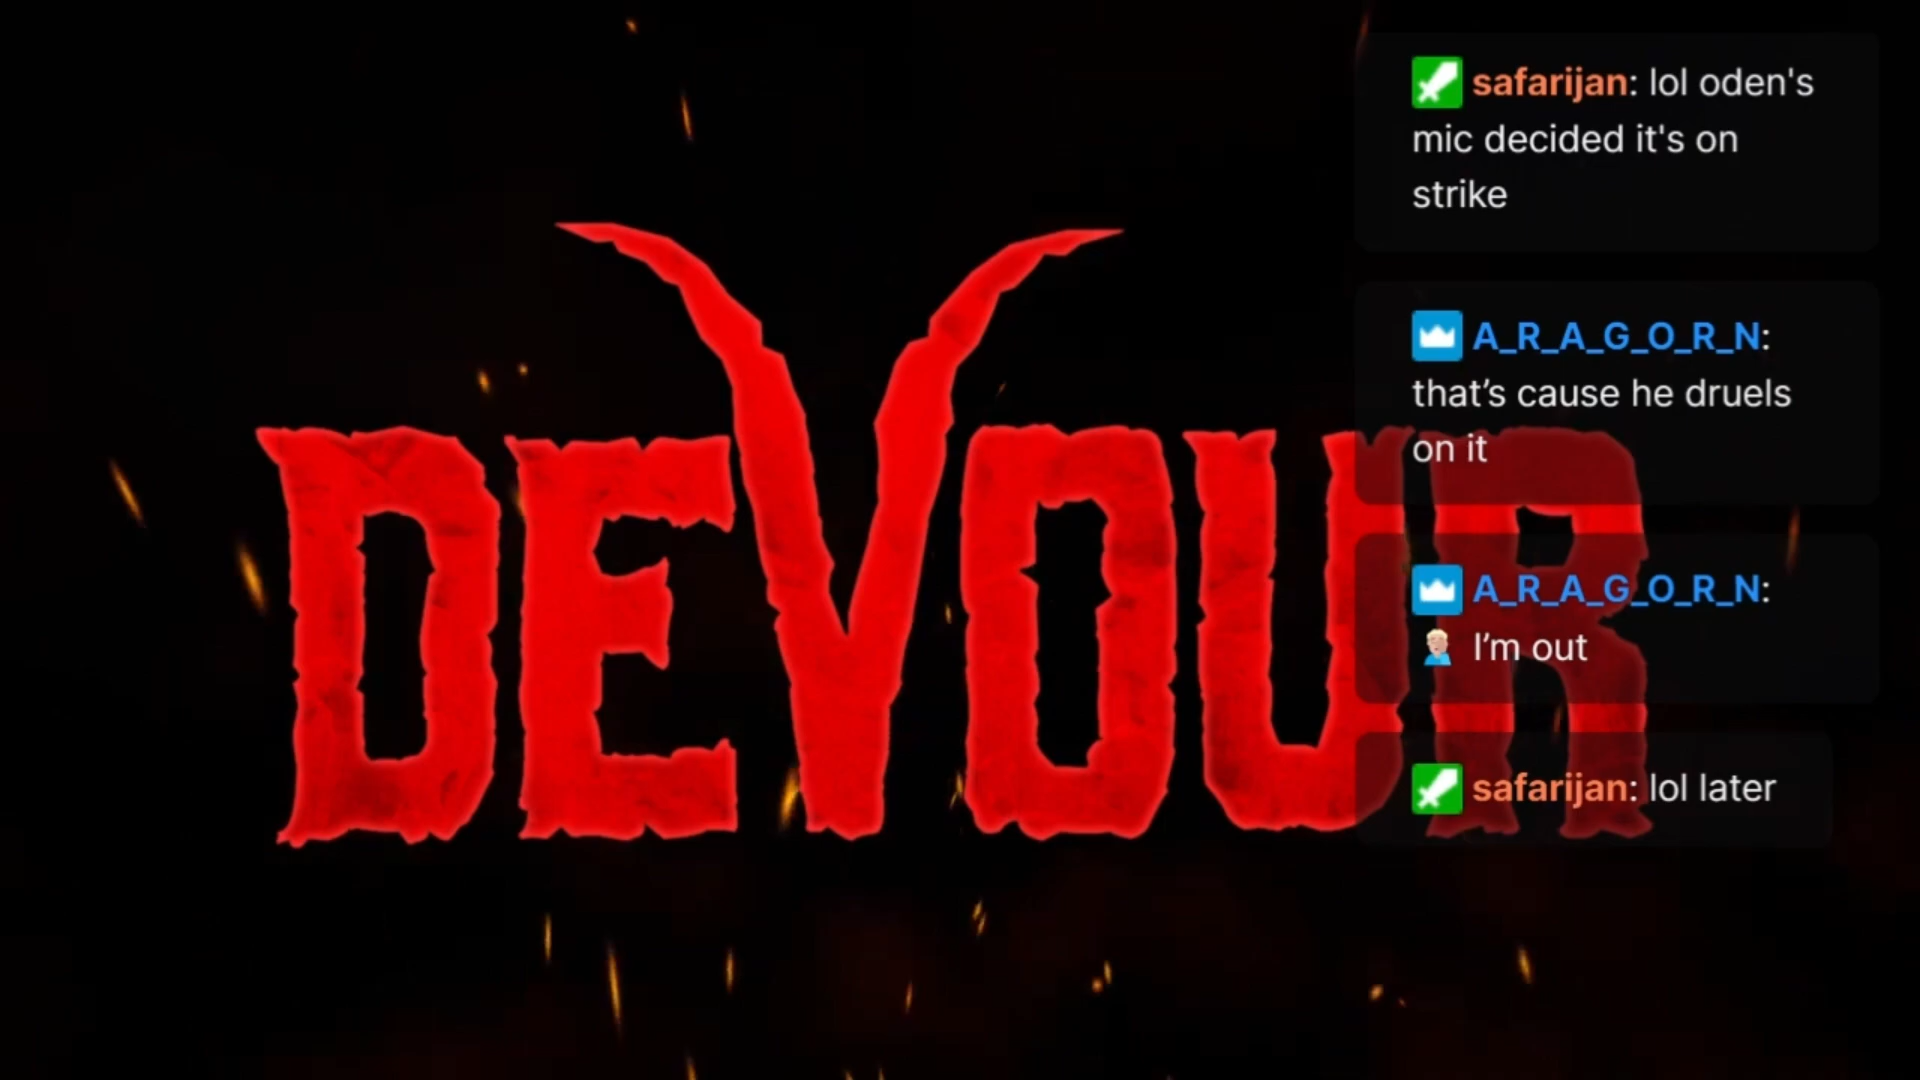 DEVOUR
safarijan: lol oden's
mic decided it's on
strike
A_R_A_G_O_R_N:
that’s cause he druels
on it
A_R_A_G_O_R_N:
🤦🏼‍♂️ I’m out
safarijan: lol later